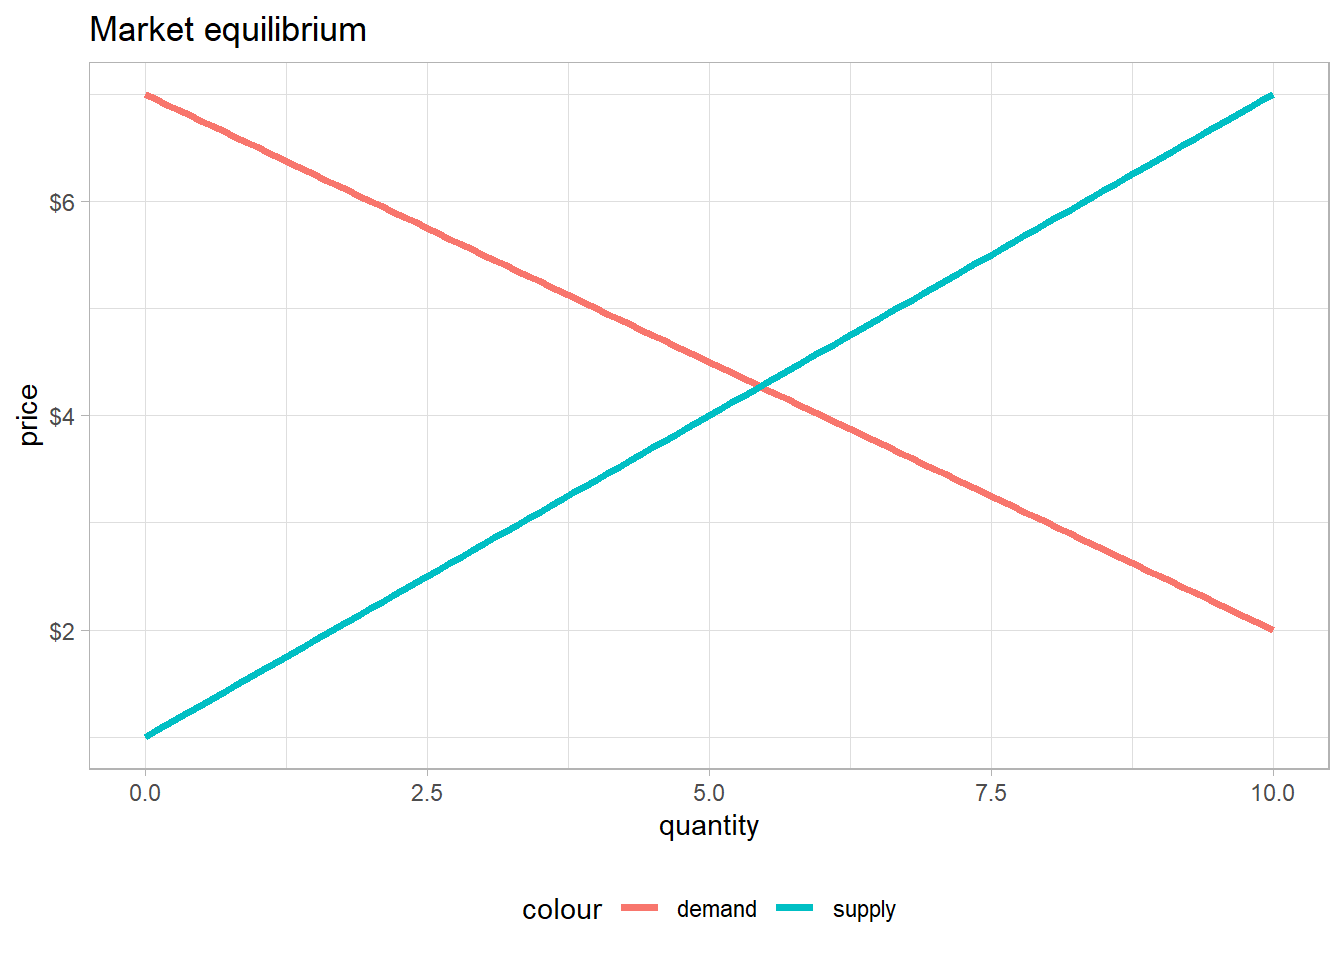 Market equilibrium
price
$6
$4
$2
0.0 2.5 5.0 7.5 10.0
quantity
colour demand supply